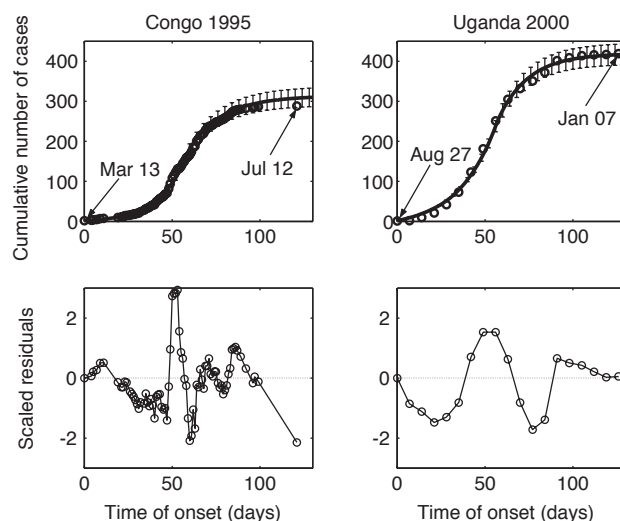 Congo 1995
Uganda 2000
Cumulative number of cases
400
300
200
100
0
Mar 13
Jul 12
0 50 100
400
300
200
100
0
Aug 27
Jan 07
0 50 100
Scaled residuals
2
0
-2
0 50 100
Time of onset (days)
2
0
-2
0 50 100
Time of onset (days)